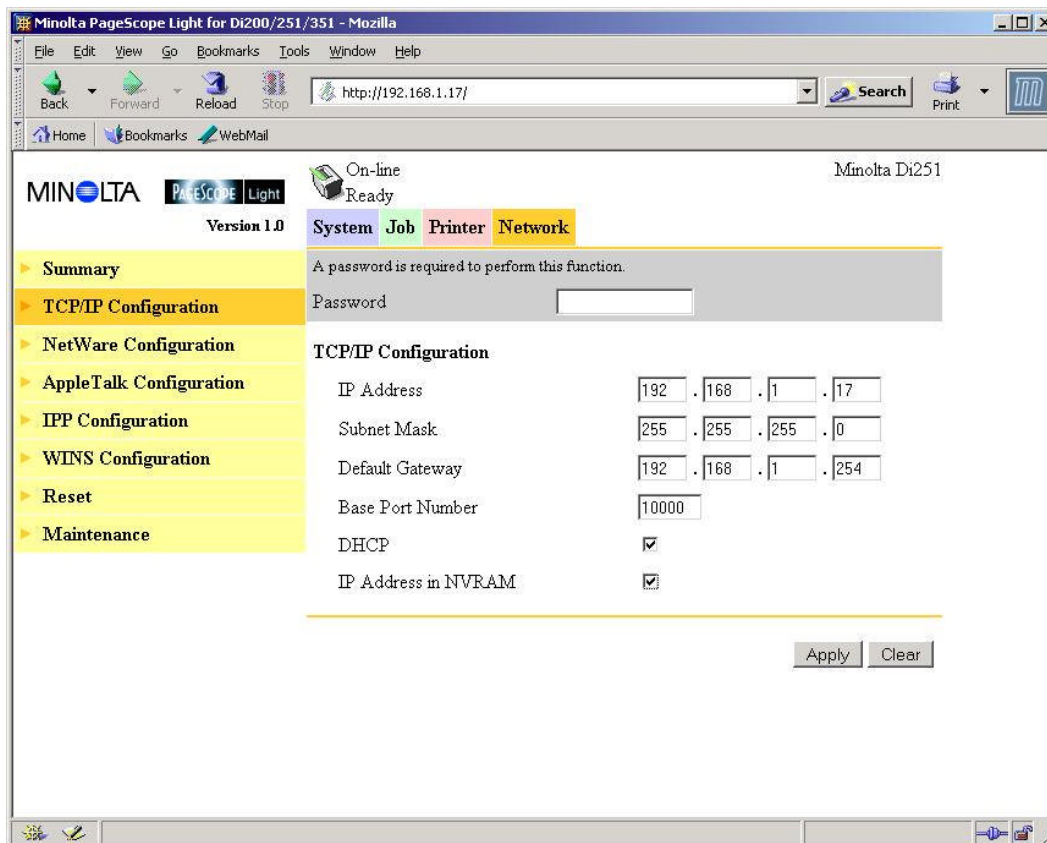 Minolta PageScope Light for Di200/251/351 - Mozilla
File Edit View Go Bookmarks Tools Window Help
Back Forward Reload Stop http://192.168.1.17/ Search Print
Home Bookmarks WebMail
MINOLTA PAGESCOPE Light
Version 1.0
On-line
Ready
Minolta Di251
System Job Printer Network
Summary
TCP/IP Configuration
NetWare Configuration
AppleTalk Configuration
IPP Configuration
WINS Configuration
Reset
Maintenance
A password is required to perform this function.
Password
TCP/IP Configuration
IP Address 192 . 168 . 1 . 17
Subnet Mask 255 . 255 . 255 . 0
Default Gateway 192 . 168 . 1 . 254
Base Port Number 10000
DHCP
IP Address in NVRAM
Apply Clear